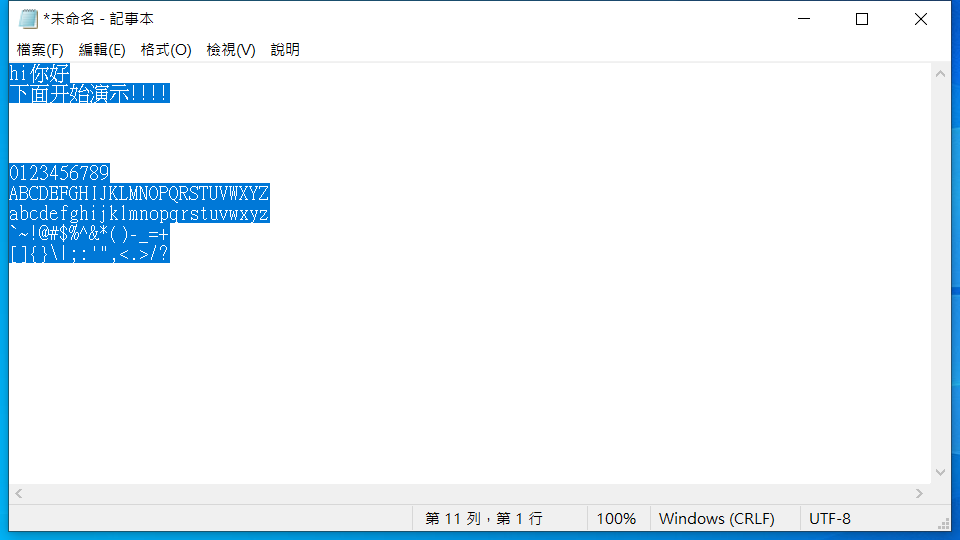 *未命名 - 記事本
檔案(F) 編輯(E) 格式(O) 檢視(V) 說明
hi你好
下面开始演示!!!!
0123456789
ABCDEFGHIJKLMNOPQRSTUVWXYZ
abcdefghijklmnopqrstuvwxyz
`~!@#$%^&*()-_=+
[]{}\|;:'",<.>/?
第 11 列，第 1 行 100% Windows (CRLF) UTF-8